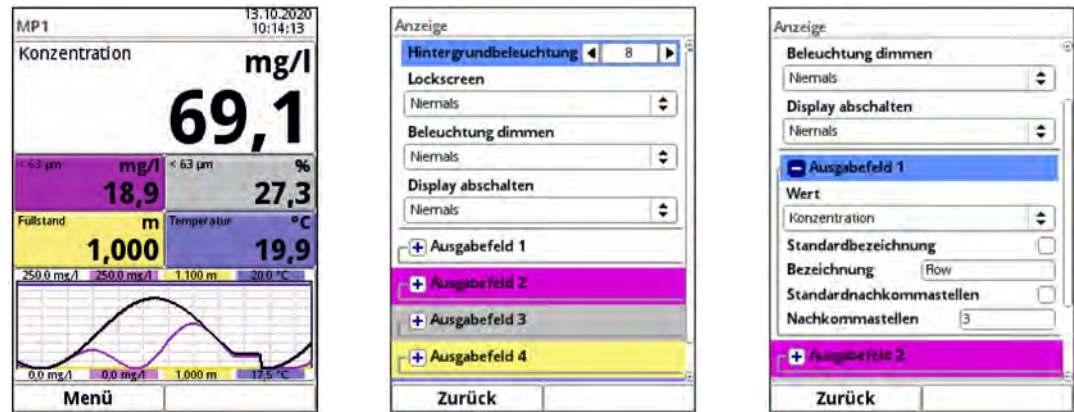 MP1
13.10.2020
10:14:13
Konzentration
mg/l
69,1
< 63 µm mg/l
18,9
< 63 µm %
27,3
Füllstand m
1,000
Temperatur °C
19,9
250,0 mg/l 250,0 mg/l 1,100 m 20,0 °C
0,0 mg/l 0,0 mg/l 1,000 m 17,5 °C
Menü
Anzeige
Hintergrundbeleuchtung 8
Lockscreen
Niemals
Beleuchtung dimmen
Niemals
Display abschalten
Niemals
Ausgabefeld 1
Ausgabefeld 2
Ausgabefeld 3
Ausgabefeld 4
Zurück
Anzeige
Beleuchtung dimmen
Niemals
Display abschalten
Niemals
Ausgabefeld 1
Wert
Konzentration
Standardbezeichnung
Bezeichnung Flow
Standardnachkommastellen
Nachkommastellen 3
Ausgabefeld 2
Zurück